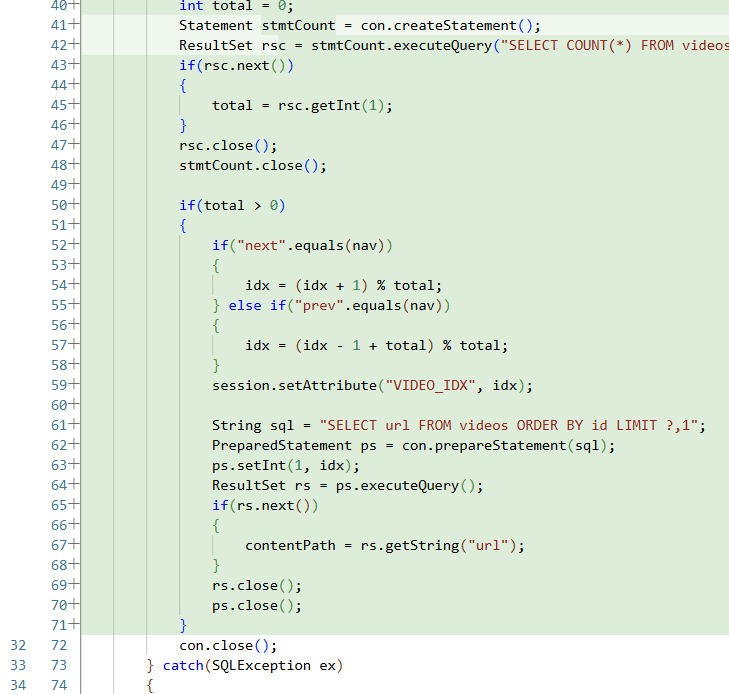 40+ int total = 0;
41+ Statement stmtCount = con.createStatement();
42+ ResultSet rsc = stmtCount.executeQuery("SELECT COUNT(*) FROM videos
43+ if(rsc.next())
44+ {
45+ total = rsc.getInt(1);
46+ }
47+ rsc.close();
48+ stmtCount.close();
49+
50+ if(total > 0)
51+ {
52+ if("next".equals(nav))
53+ {
54+ idx = (idx + 1) % total;
55+ } else if("prev".equals(nav))
56+ {
57+ idx = (idx - 1 + total) % total;
58+ }
59+ session.setAttribute("VIDEO_IDX", idx);
60+
61+ String sql = "SELECT url FROM videos ORDER BY id LIMIT ?,1";
62+ PreparedStatement ps = con.prepareStatement(sql);
63+ ps.setInt(1, idx);
64+ ResultSet rs = ps.executeQuery();
65+ if(rs.next())
66+ {
67+ contentPath = rs.getString("url");
68+ }
69+ rs.close();
70+ ps.close();
71+ }
32 72 con.close();
33 73 } catch(SQLException ex)
34 74 {